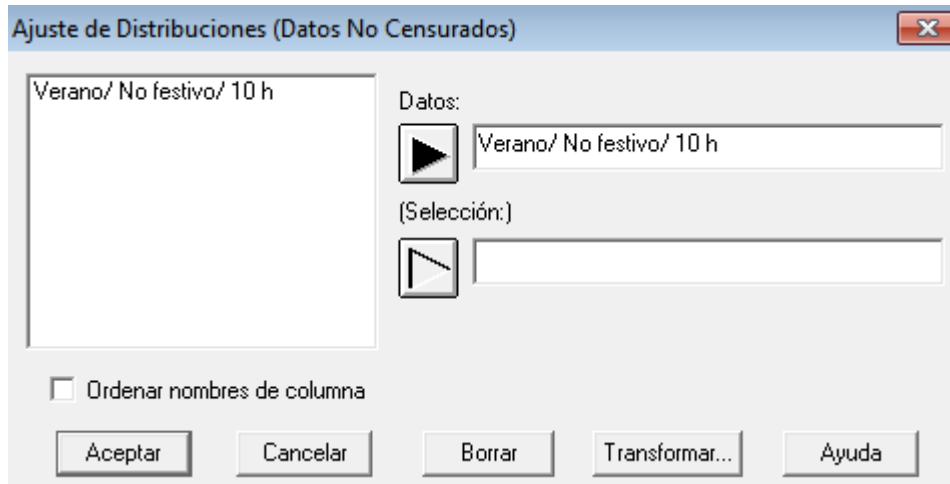 Ajuste de Distribuciones (Datos No Censurados)
Verano/ No festivo/ 10 h
Datos:
Verano/ No festivo/ 10 h
(Selección:)
Ordenar nombres de columna
Aceptar
Cancelar
Borrar
Transformar...
Ayuda